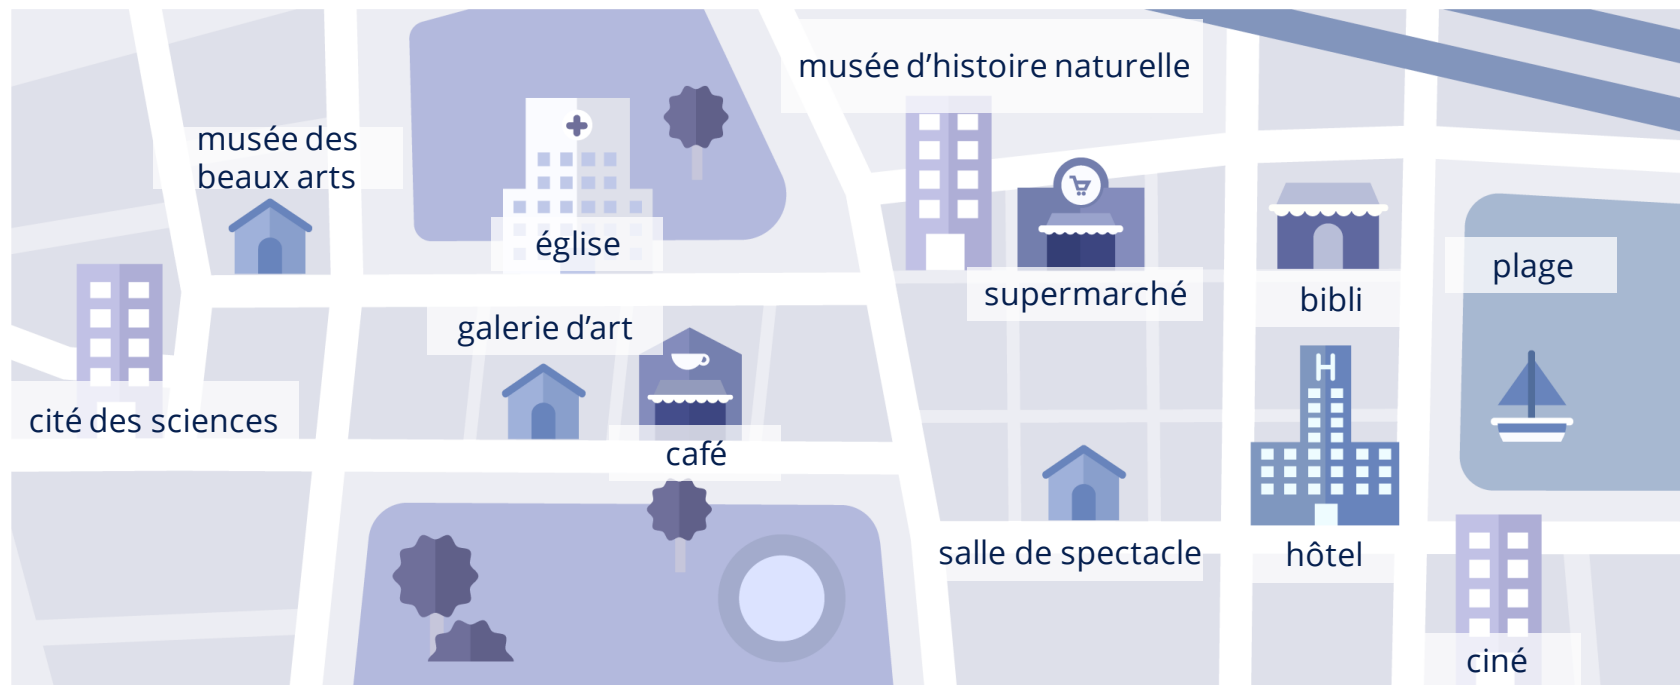 musée d’histoire naturelle
musée des
beaux arts
église
plage
supermarché
bibli
galerie d’art
H
cité des sciences
café
salle de spectacle
hôtel
ciné